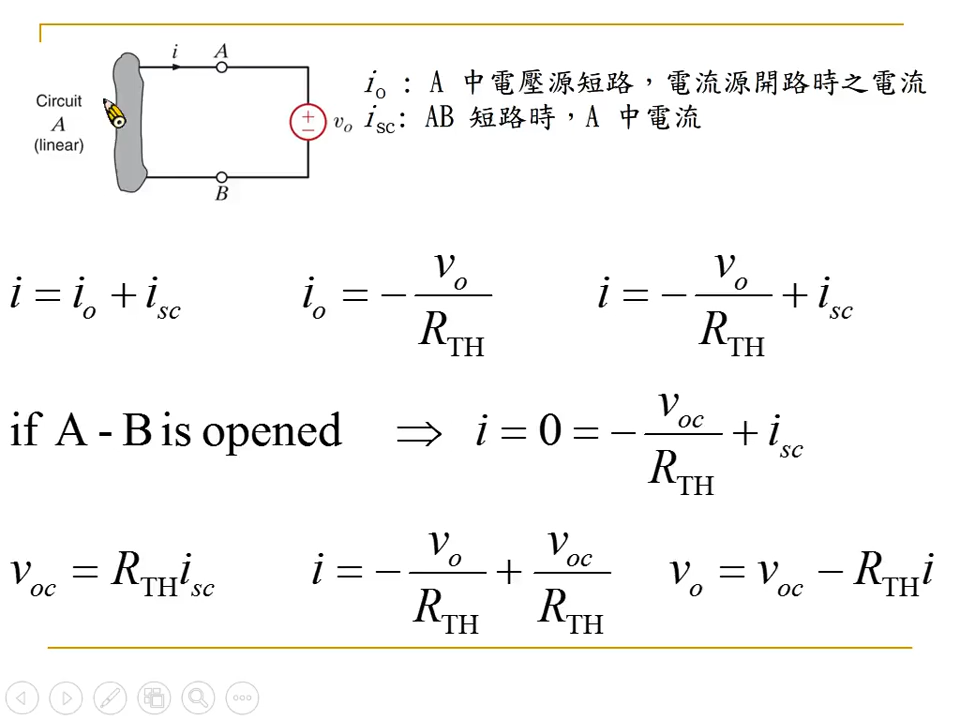 i A
Circuit
A
(linear)
+
−
v_o
B
i_o : A 中電壓源短路，電流源開路時之電流
i_sc: AB 短路時，A 中電流
i = i_o + i_sc    i_o = − v_o / R_TH    i = − v_o / R_TH + i_sc
if A - B is opened ⇒ i = 0 = − v_oc / R_TH + i_sc
v_oc = R_TH i_sc    i = − v_o / R_TH + v_oc / R_TH    v_o = v_oc − R_TH i